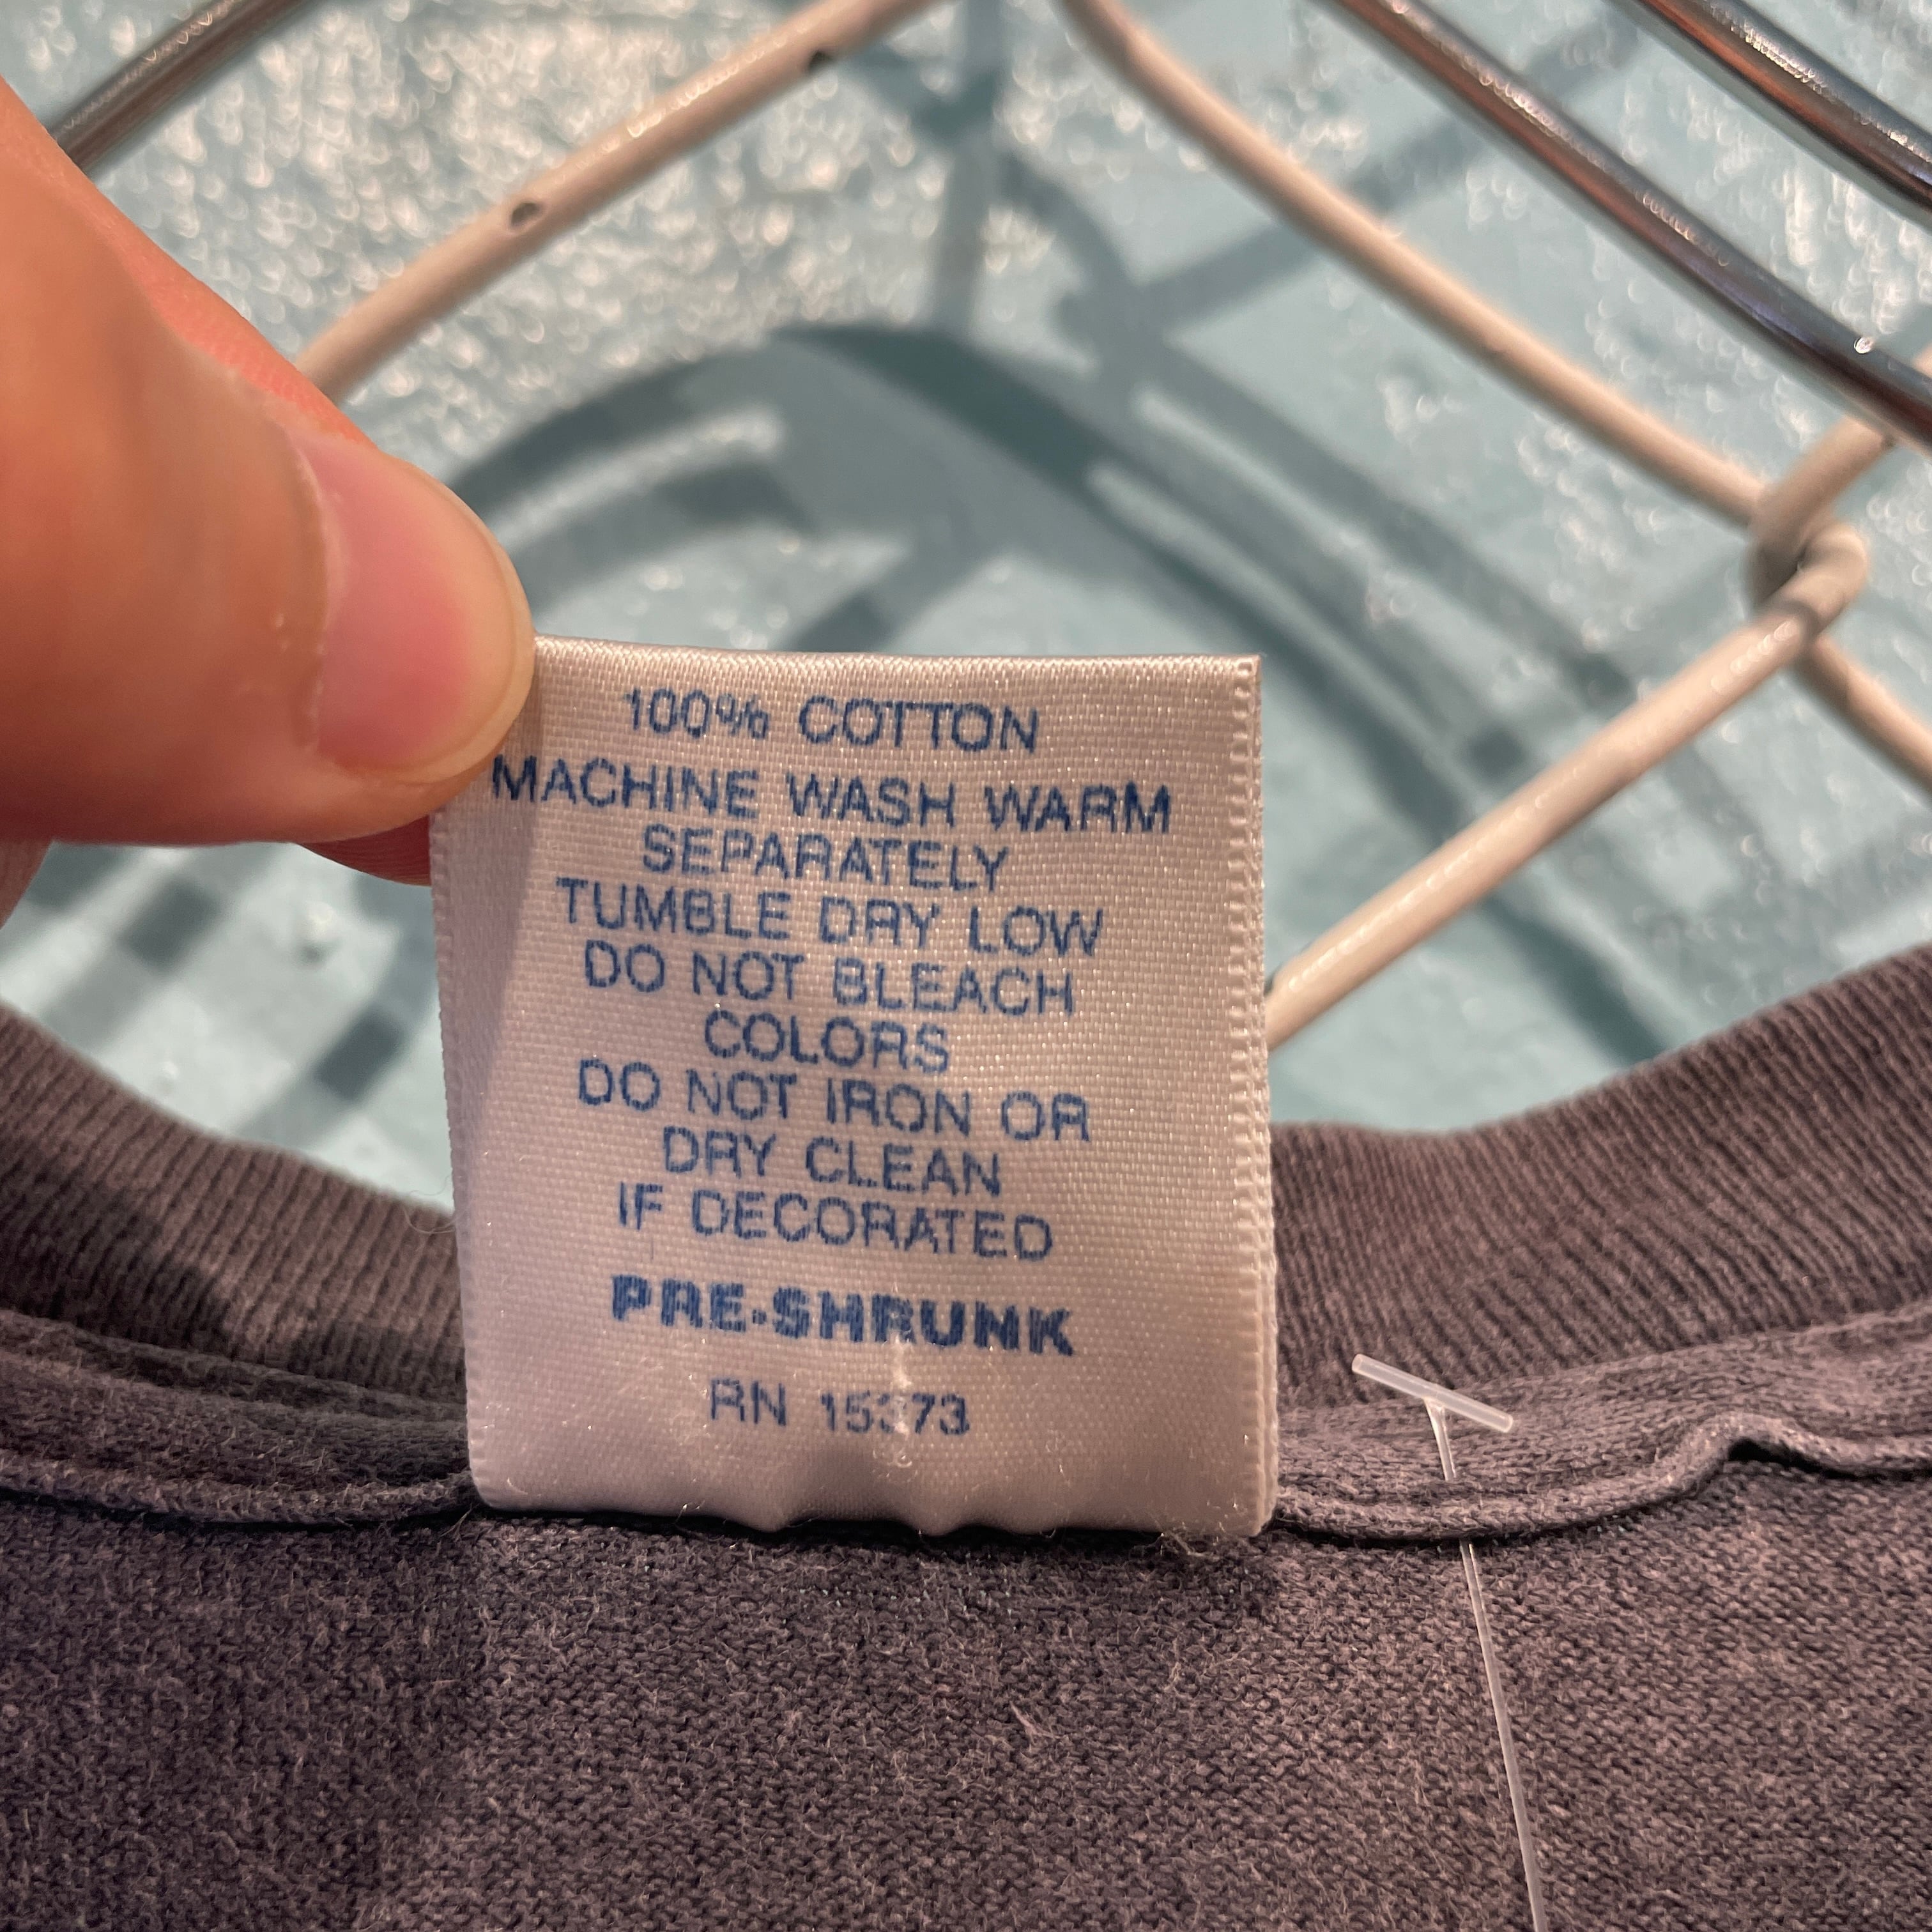 100% COTTON
MACHINE WASH WARM
SEPARATELY
TUMBLE DRY LOW
DO NOT BLEACH
COLORS
DO NOT IRON OR
DRY CLEAN
IF DECORATED
PRE-SHRUNK
RN